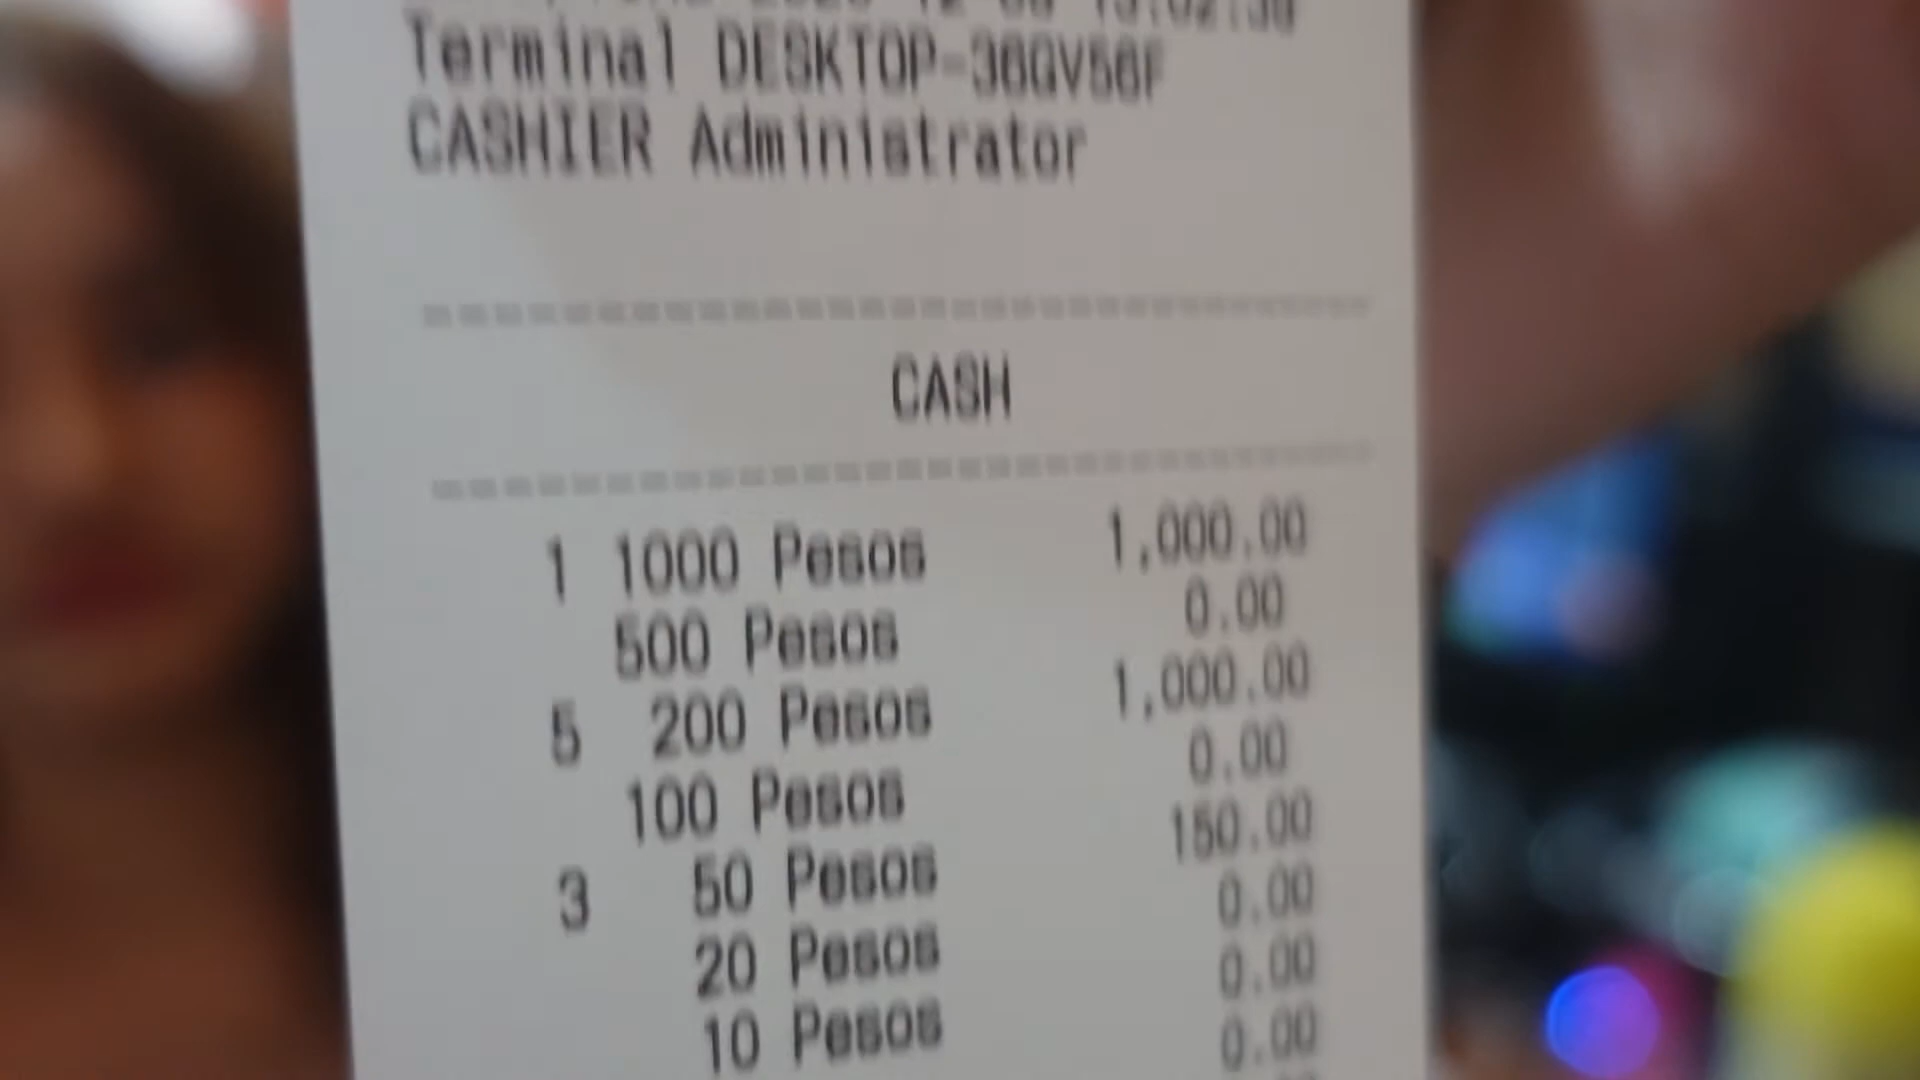 Terminal DESKTOP-36QV56F
CASHIER Administrator
CASH
1 1000 Pesos 1,000.00
500 Pesos 0.00
5 200 Pesos 1,000.00
100 Pesos 0.00
3 50 Pesos 150.00
20 Pesos 0.00
10 Pesos 0.00
0.00